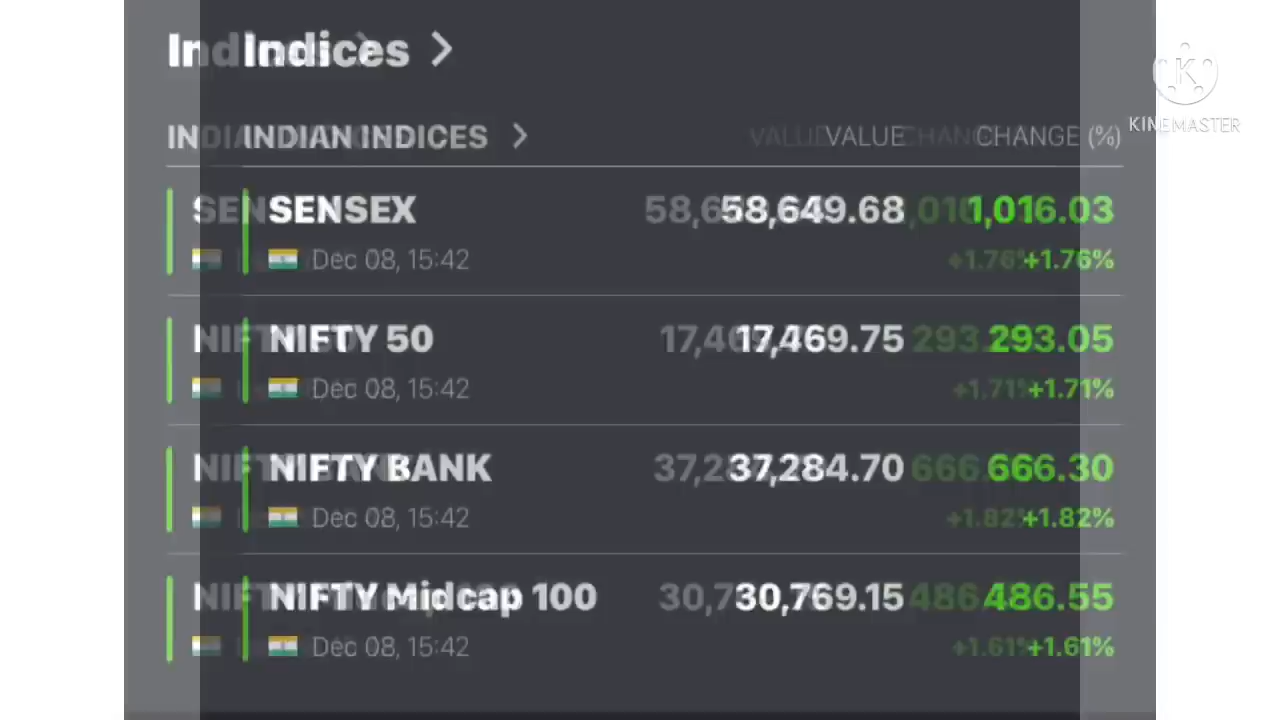 Indices
INDIAN INDICES VALUE CHANGE (%)
SENSEX 58,649.68 1,016.03
Dec 08, 15:42 +1.76%
NIFTY 50 17,469.75 293.05
Dec 08, 15:42 +1.71%
NIFTY BANK 37,284.70 666.30
Dec 08, 15:42 +1.82%
NIFTY Midcap 100 30,769.15 486.55
Dec 08, 15:42 +1.61%
K
KINEMASTER